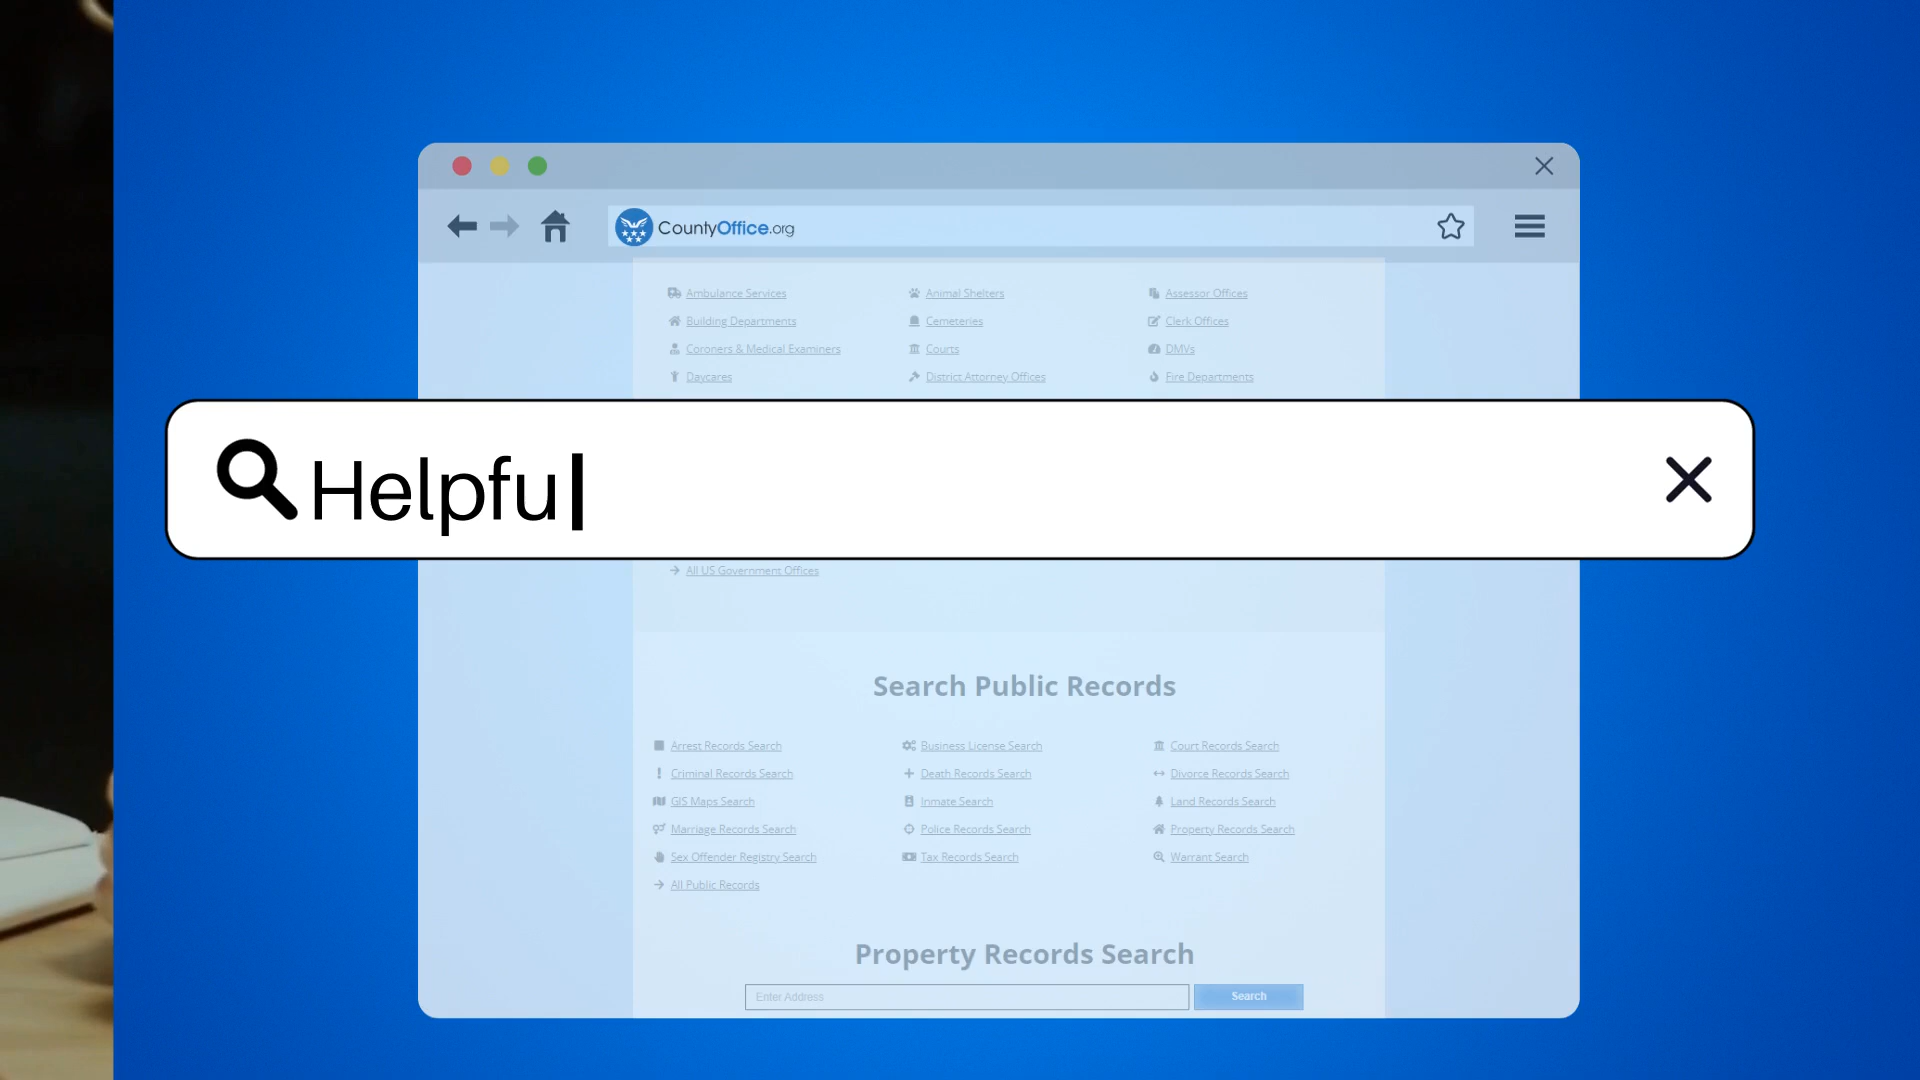 CountyOffice.org
Ambulance Services Animal Shelters Assessor Offices
Building Departments Cemeteries Clerk Offices
Coroners & Medical Examiners Courts DMVs
Daycares District Attorney Offices Fire Departments
Helpfu
All US Government Offices
Search Public Records
Arrest Records Search Business License Search Court Records Search
Criminal Records Search Death Records Search Divorce Records Search
GIS Maps Search Inmate Search Land Records Search
Marriage Records Search Police Records Search Property Records Search
Sex Offender Registry Search Tax Records Search Warrant Search
All Public Records
Property Records Search
Enter Address Search